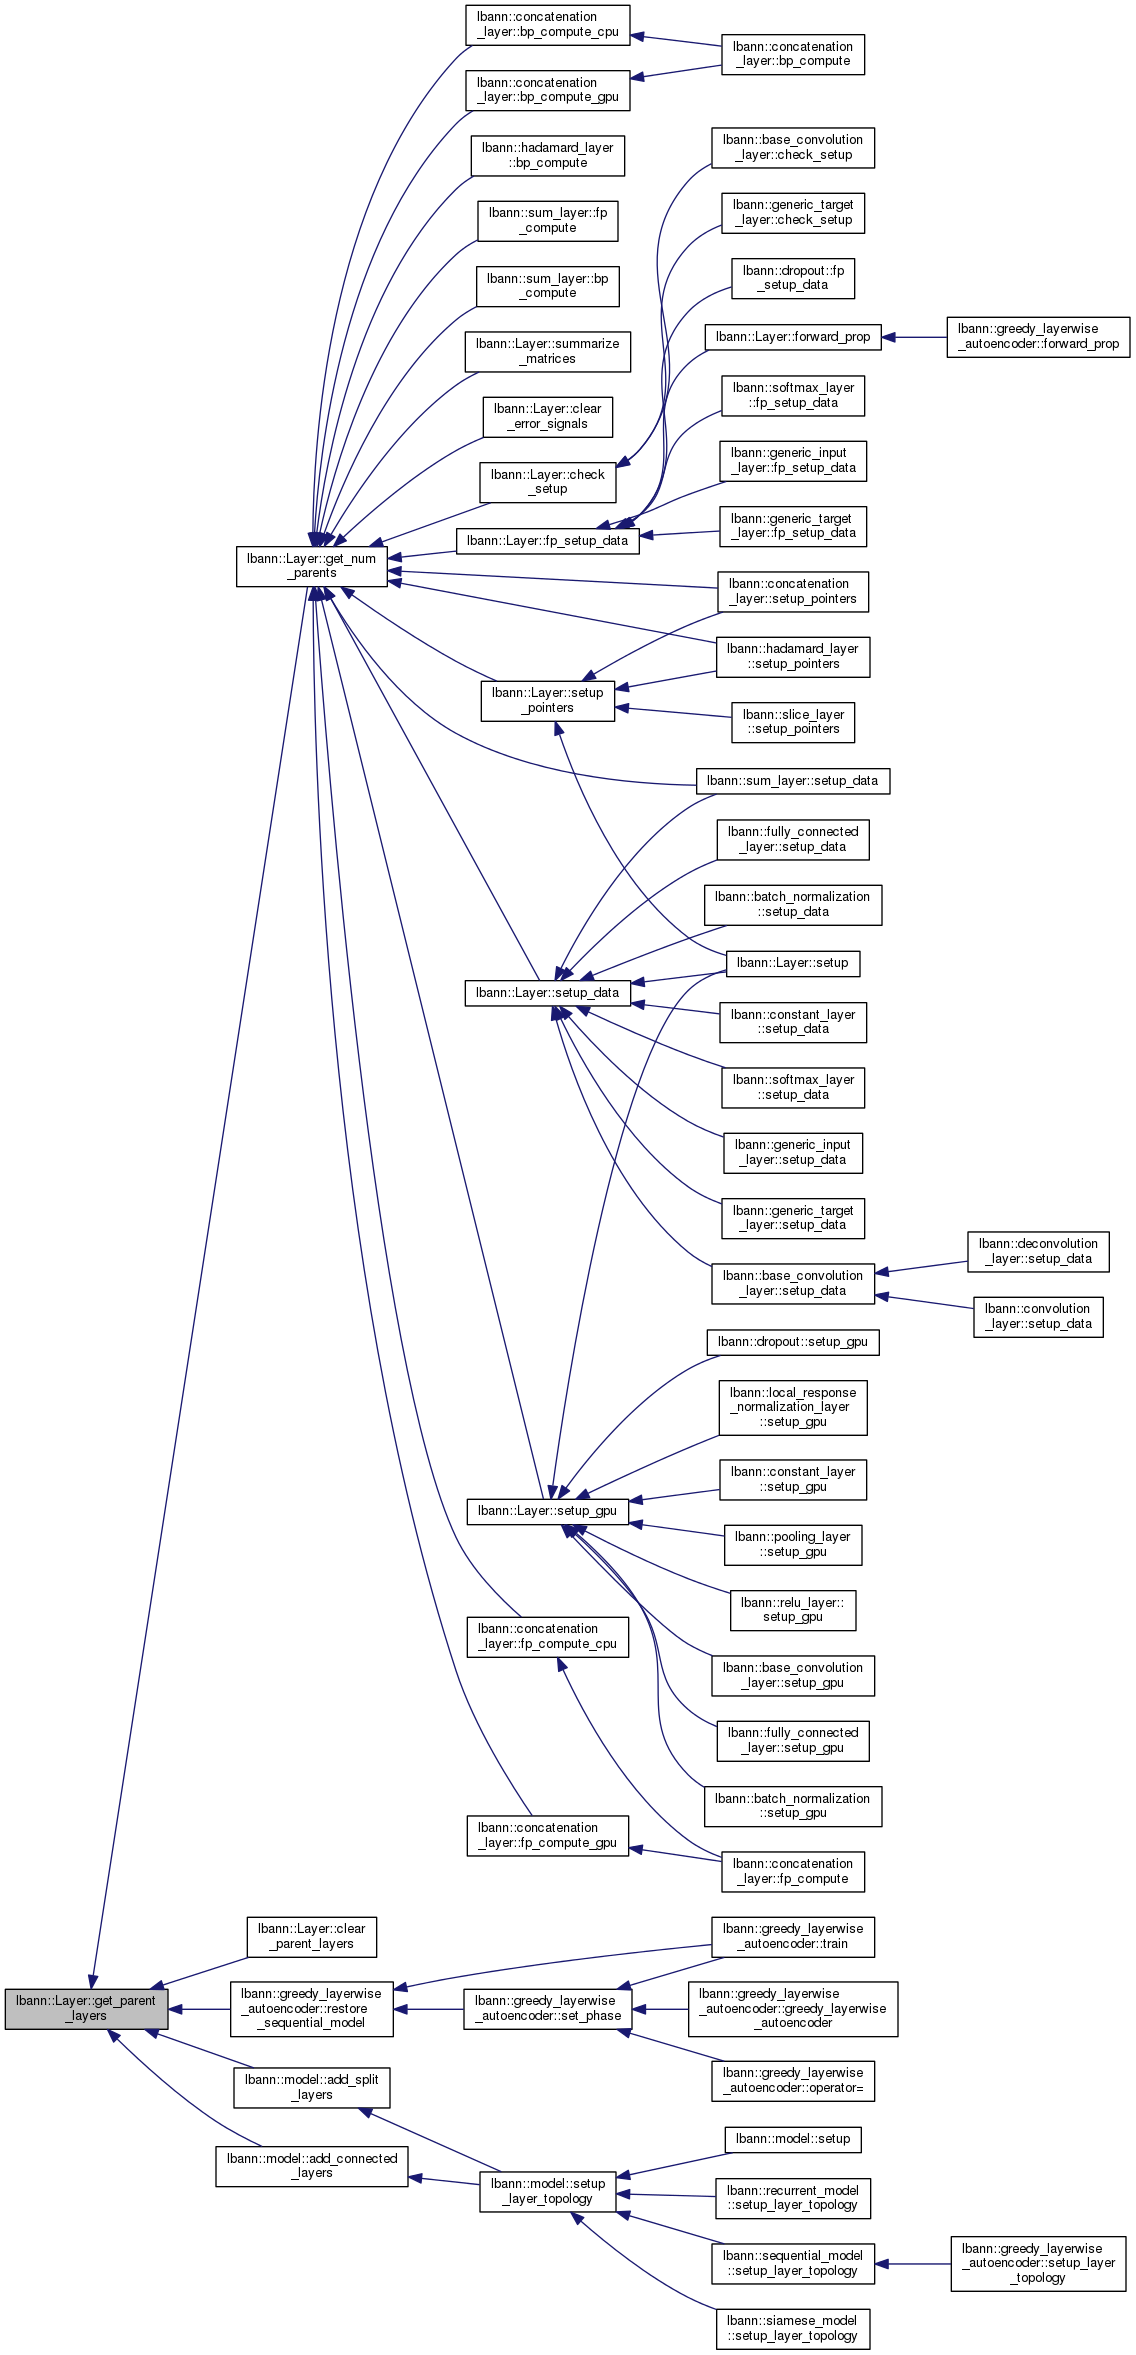 lbann::concatenation
_layer::bp_compute_cpu
lbann::concatenation
_layer::bp_compute
lbann::concatenation
_layer::bp_compute_gpu
lbann::hadamard_layer
::bp_compute
lbann::base_convolution
_layer::check_setup
lbann::sum_layer::fp
_compute
lbann::generic_target
_layer::check_setup
lbann::sum_layer::bp
_compute
lbann::dropout::fp
_setup_data
lbann::Layer::summarize
_matrices
lbann::Layer::forward_prop
lbann::greedy_layerwise
_autoencoder::forward_prop
lbann::Layer::clear
_error_signals
lbann::softmax_layer
::fp_setup_data
lbann::Layer::check
_setup
lbann::generic_input
_layer::fp_setup_data
lbann::Layer::fp_setup_data
lbann::generic_target
_layer::fp_setup_data
lbann::Layer::get_num
_parents
lbann::concatenation
_layer::setup_pointers
lbann::hadamard_layer
::setup_pointers
lbann::Layer::setup
_pointers
lbann::slice_layer
::setup_pointers
lbann::sum_layer::setup_data
lbann::fully_connected
_layer::setup_data
lbann::batch_normalization
::setup_data
lbann::Layer::setup
lbann::Layer::setup_data
lbann::constant_layer
::setup_data
lbann::softmax_layer
::setup_data
lbann::generic_input
_layer::setup_data
lbann::generic_target
_layer::setup_data
lbann::base_convolution
_layer::setup_data
lbann::deconvolution
_layer::setup_data
lbann::convolution
_layer::setup_data
lbann::dropout::setup_gpu
lbann::local_response
_normalization_layer
::setup_gpu
lbann::constant_layer
::setup_gpu
lbann::Layer::setup_gpu
lbann::pooling_layer
::setup_gpu
lbann::relu_layer::
setup_gpu
lbann::concatenation
_layer::fp_compute_cpu
lbann::base_convolution
_layer::setup_gpu
lbann::fully_connected
_layer::setup_gpu
lbann::batch_normalization
::setup_gpu
lbann::concatenation
_layer::fp_compute_gpu
lbann::concatenation
_layer::fp_compute
lbann::Layer::clear
_parent_layers
lbann::greedy_layerwise
_autoencoder::train
lbann::Layer::get_parent
_layers
lbann::greedy_layerwise
_autoencoder::restore
_sequential_model
lbann::greedy_layerwise
_autoencoder::set_phase
lbann::greedy_layerwise
_autoencoder::greedy_layerwise
_autoencoder
lbann::model::add_split
_layers
lbann::greedy_layerwise
_autoencoder::operator=
lbann::model::add_connected
_layers
lbann::model::setup
lbann::model::setup
_layer_topology
lbann::recurrent_model
::setup_layer_topology
lbann::sequential_model
::setup_layer_topology
lbann::greedy_layerwise
_autoencoder::setup_layer
_topology
lbann::siamese_model
::setup_layer_topology